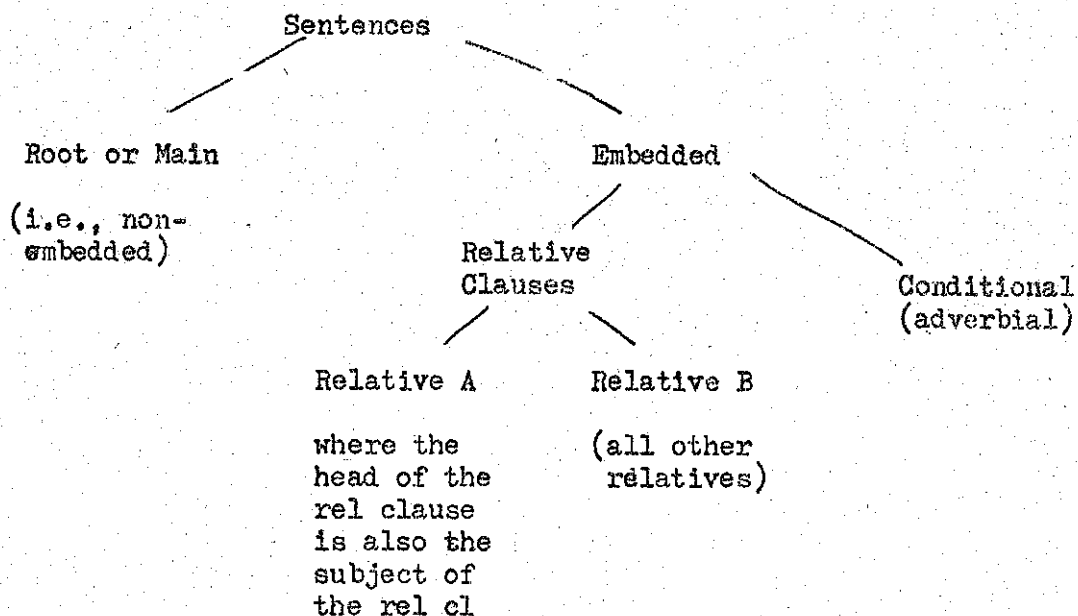 Sentences
Root or Main
Embedded
(i.e., non-
embedded)
Relative
Clauses
Conditional
(adverbial)
Relative A
Relative B
where the
head of the
rel clause
is also the
subject of
the rel cl
(all other
relatives)